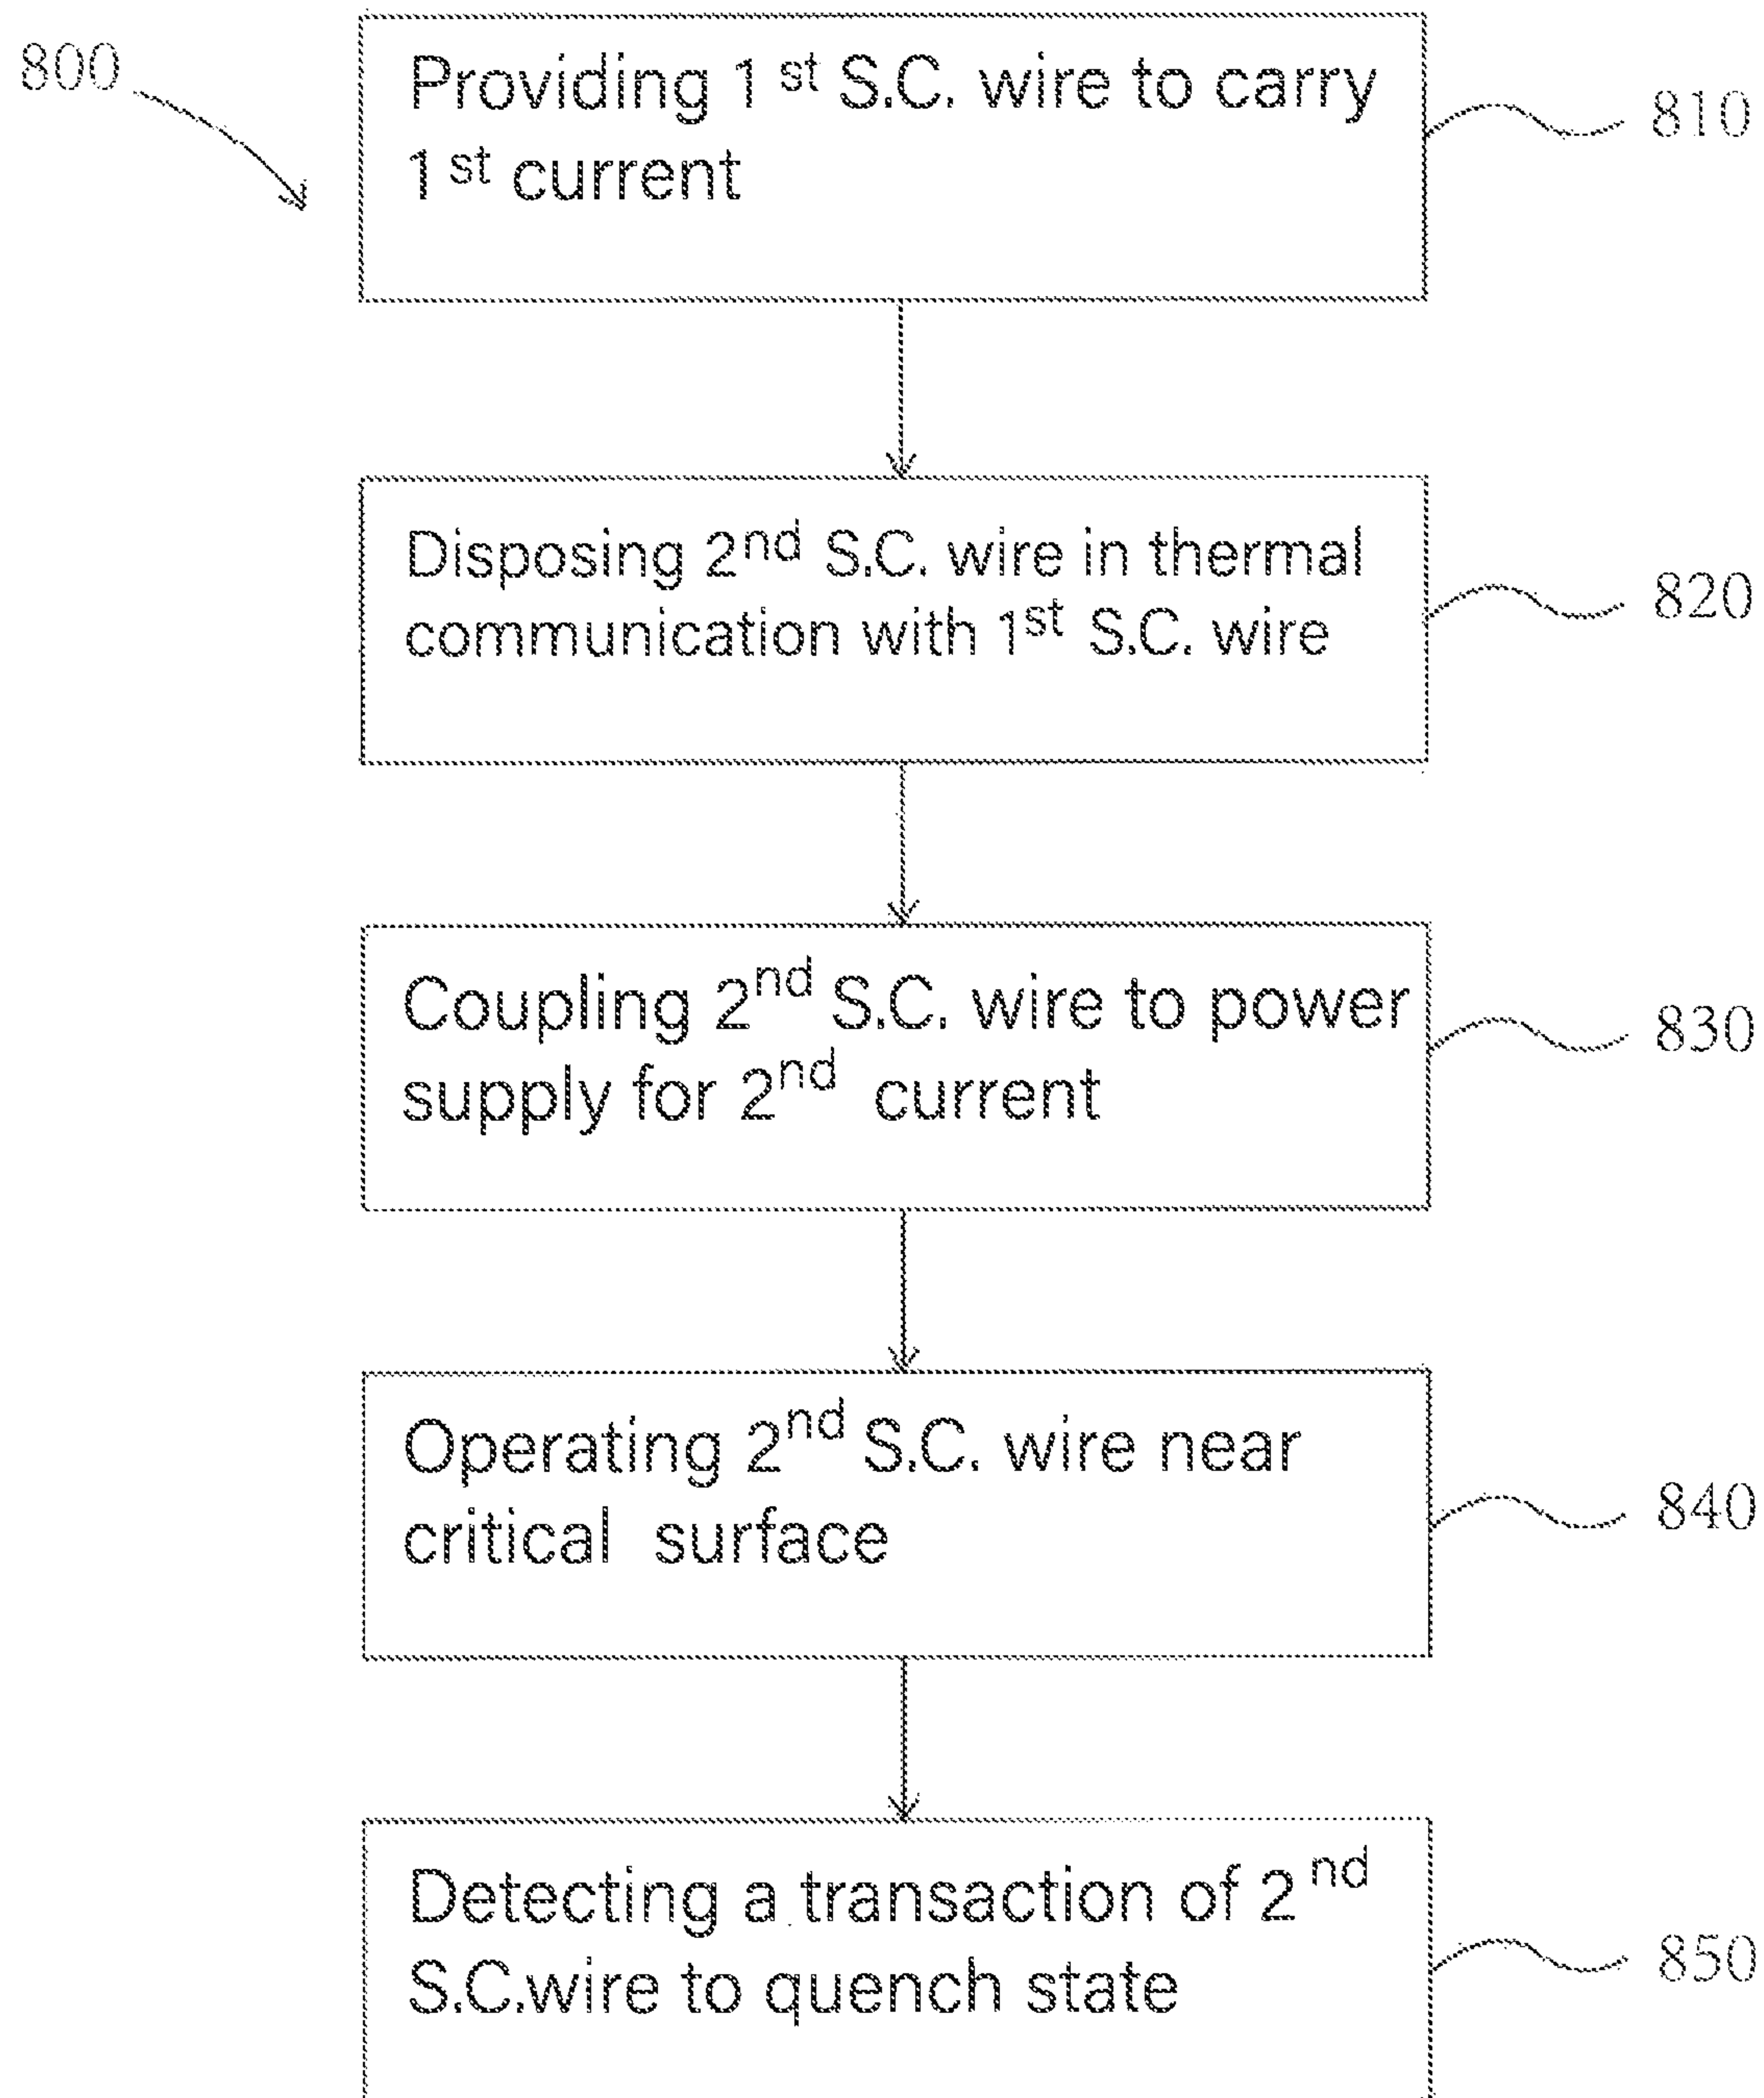 800
Providing 1st S.C. wire to carry
1st current
810
Disposing 2nd S.C. wire in thermal
communication with 1st S.C. wire
820
Coupling 2nd S.C. wire to power
supply for 2nd current
830
Operating 2nd S.C. wire near
critical surface
840
Detecting a transaction of 2nd
S.C.wire to quench state
850